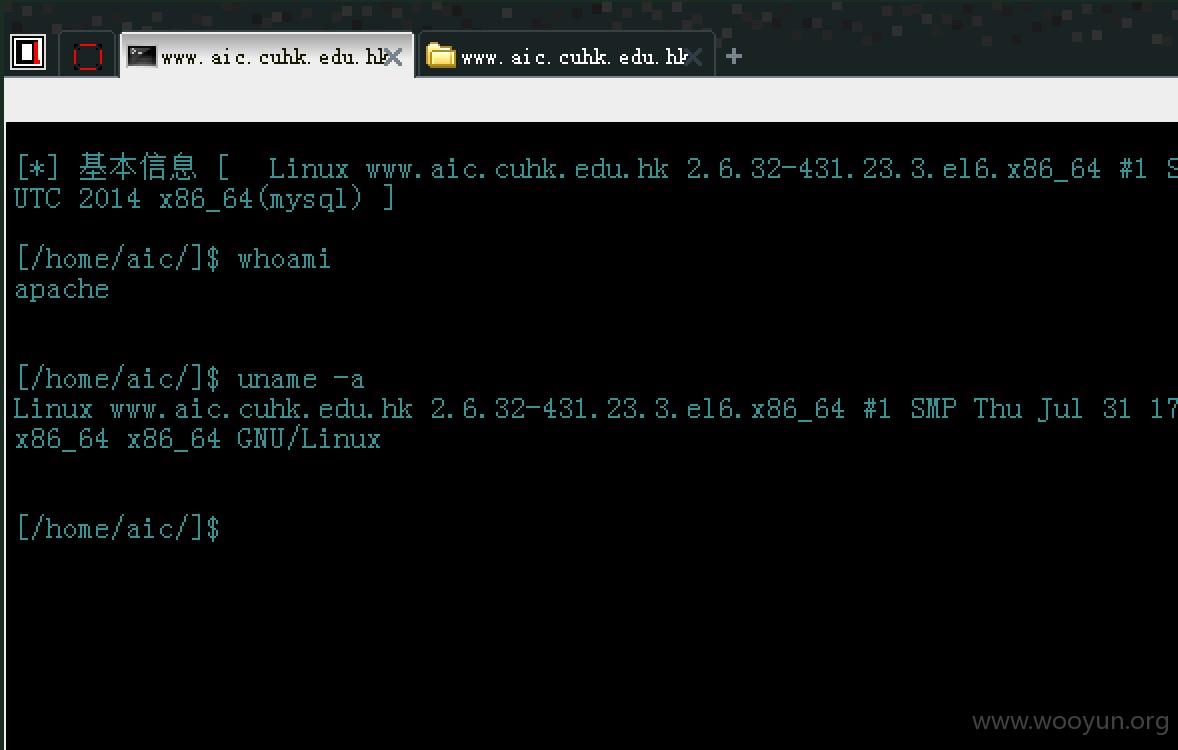 www.aic.cuhk.edu.hk www.aic.cuhk.edu.hk
[*] 基本信息 [ Linux www.aic.cuhk.edu.hk 2.6.32-431.23.3.el6.x86_64 #1 S
UTC 2014 x86_64(mysql) ]
[/home/aic/]$ whoami
apache
[/home/aic/]$ uname -a
Linux www.aic.cuhk.edu.hk 2.6.32-431.23.3.el6.x86_64 #1 SMP Thu Jul 31 17
x86_64 x86_64 GNU/Linux
[/home/aic/]$
www.wooyun.org